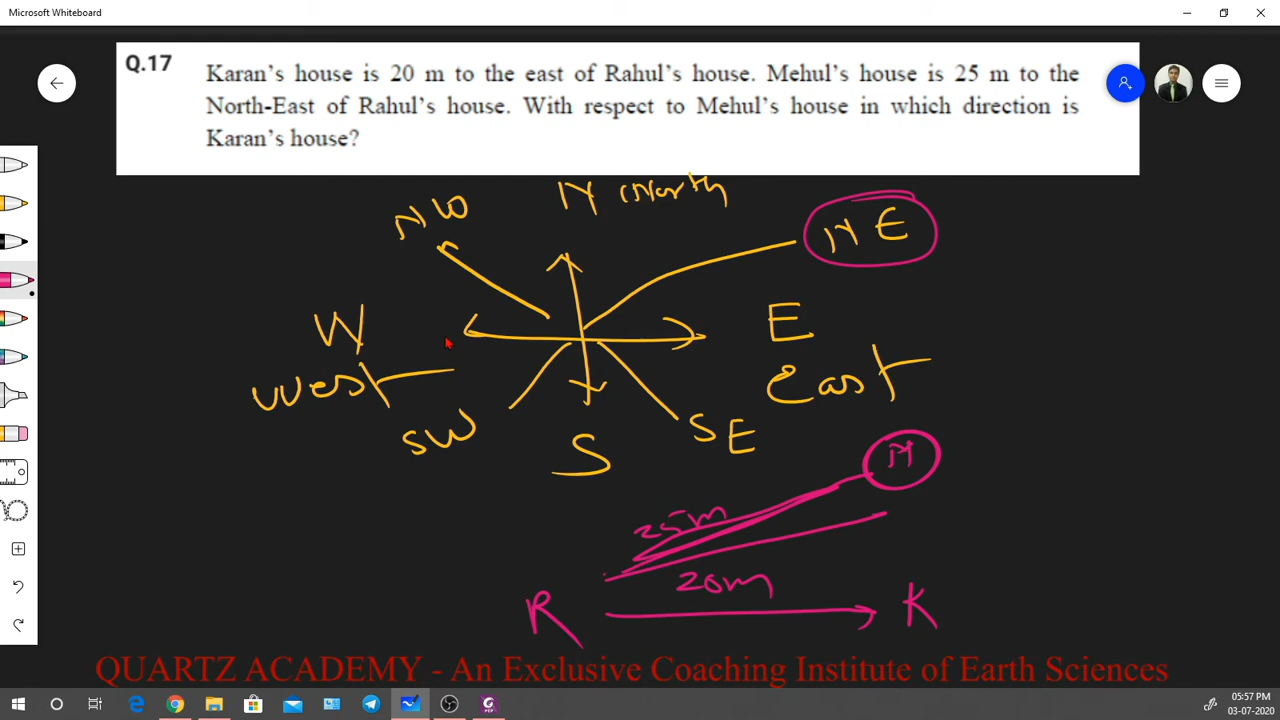 Microsoft Whiteboard
Q.17
Karan's house is 20 m to the east of Rahul's house. Mehul's house is 25 m to the
North-East of Rahul's house. With respect to Mehul's house in which direction is
Karan's house?
NW
N (North
NE
W
E
West
East
SW
S
SE
M
25m
20m
R
K
QUARTZ ACADEMY - An Exclusive Coaching Institute of Earth Sciences
05:57 PM
03-07-2020